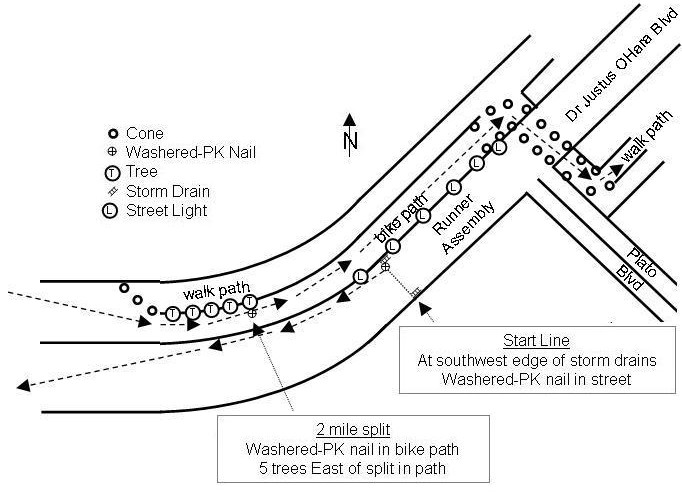 Dr Justus OHara Blvd
Cone
Washered-PK Nail
T Tree
Storm Drain
L Street Light
N
walk path
bike path
Runner
Assembly
L
L
L
L
L
L
walk path
T T T T T
Plato
Blvd
Start Line
At southwest edge of storm drains
Washered-PK nail in street
2 mile split
Washered-PK nail in bike path
5 trees East of split in path